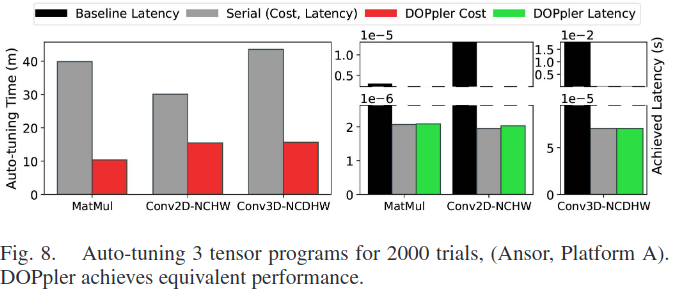 Baseline Latency Serial (Cost, Latency) DOPpler Cost DOPpler Latency
Auto-tuning Time (m)
40
30
20
10
0
MatMul Conv2D-NCHW Conv3D-NCDHW
1e-5
1.0
0.5
1e-6
2
1
0
MatMul Conv2D-NCHW
1e-2
1.5
1.0
0.5
1e-5
5
0
Conv3D-NCDHW
Achieved Latency (s)
Fig. 8. Auto-tuning 3 tensor programs for 2000 trials, (Ansor, Platform A).
DOPpler achieves equivalent performance.